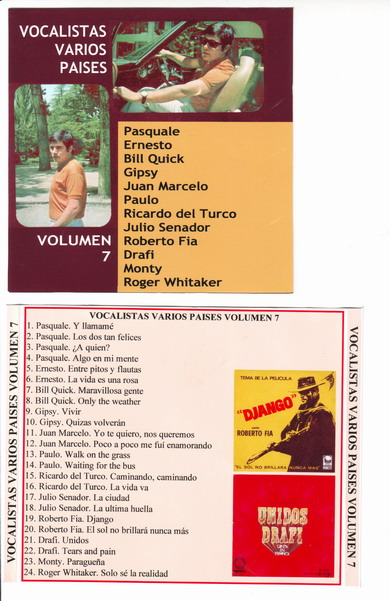 VOCALISTAS
VARIOS
PAISES
Pasquale
Ernesto
Bill Quick
Gipsy
Juan Marcelo
Paulo
Ricardo del Turco
Julio Senador
Roberto Fia
Drafi
Monty
Roger Whitaker
VOLUMEN
7
VOCALISTAS VARIOS PAISES VOLUMEN 7
VOCALISTAS VARIOS PAISES VOLUMEN 7
1. Pasquale. Y llamamé
2. Pasquale. Los dos tan felices
3. Pasquale. ¿A quien?
4. Pasquale. Algo en mi mente
5. Ernesto. Entre pitos y flautas
6. Ernesto. La vida es una rosa
7. Bill Quick. Maravillosa gente
8. Bill Quick. Only the weather
9. Gipsy. Vivir
10. Gipsy. Quizas volverán
11. Juan Marcelo. Yo te quiero, nos queremos
12. Juan Marcelo. Poco a poco me fuí enamorando
13. Paulo. Walk on the grass
14. Paulo. Waiting for the bus
15. Ricardo del Turco. Caminando, caminando
16. Ricardo del Turco. La vida va
17. Julio Senador. La ciudad
18. Julio Senador. La ultima huella
19. Roberto Fia. Django
20. Roberto Fia. El sol no brillará nunca más
21. Drafi. Unidos
22. Drafi. Tears and pain
23. Monty. Paragueña
24. Roger Whitaker. Solo sé la realidad
TEMA DE LA PELICULA
"DJANGO"
canta
ROBERTO FIA
"EL SOL NO BRILLARA NUNCA MAS"
UNIDOS
DRAFI
VOCALISTAS VARIOS PAISES VOLUMEN 7